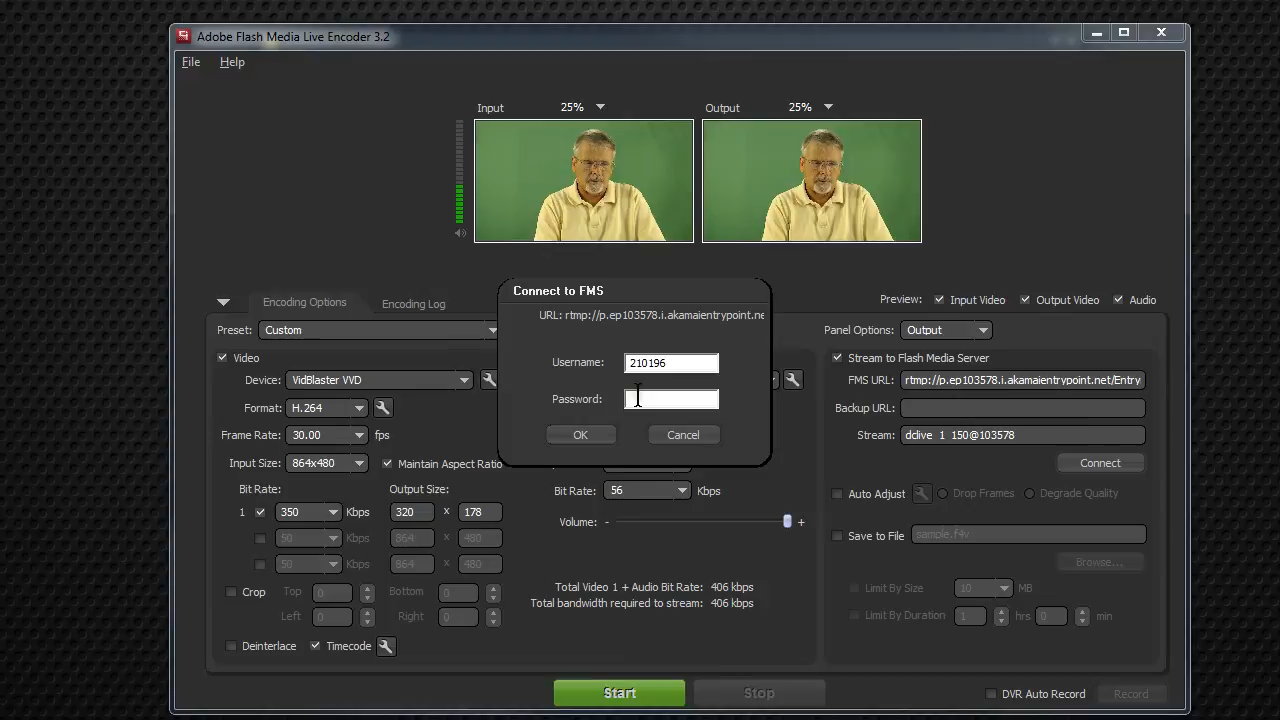 Adobe Flash Media Live Encoder 3.2
File Help
Input 25% Output 25%
Connect to FMS
URL: rtmp://p.ep103578.i.akamaientrypoint.ne
Username: 210196
Password:
OK Cancel
Encoding Options Encoding Log
Preview: Input Video Output Video Audio
Preset: Custom
Panel Options: Output
Video
Stream to Flash Media Server
Device: VidBlaster VVD
FMS URL: rtmp://p.ep103578.i.akamaientrypoint.net/Entry
Format: H.264
Backup URL:
Frame Rate: 30.00 fps
Stream: dclive_1_150@103578
Input Size: 864x480 Maintain Aspect Ratio
Connect
Bit Rate: Output Size:
Bit Rate: 56 Kbps
Auto Adjust Drop Frames Degrade Quality
1 350 Kbps 320 x 178
Volume: - +
Save to File sample.f4v
50 Kbps 864 x 480
50 Kbps 864 x 480
Browse...
Crop Top 0 Bottom 0
Left 0 Right 0
Total Video 1 + Audio Bit Rate: 406 kbps
Total bandwidth required to stream: 406 kbps
Limit By Size 10 MB
Limit By Duration 1 hrs 0 min
Deinterlace Timecode
Start Stop
DVR Auto Record Record